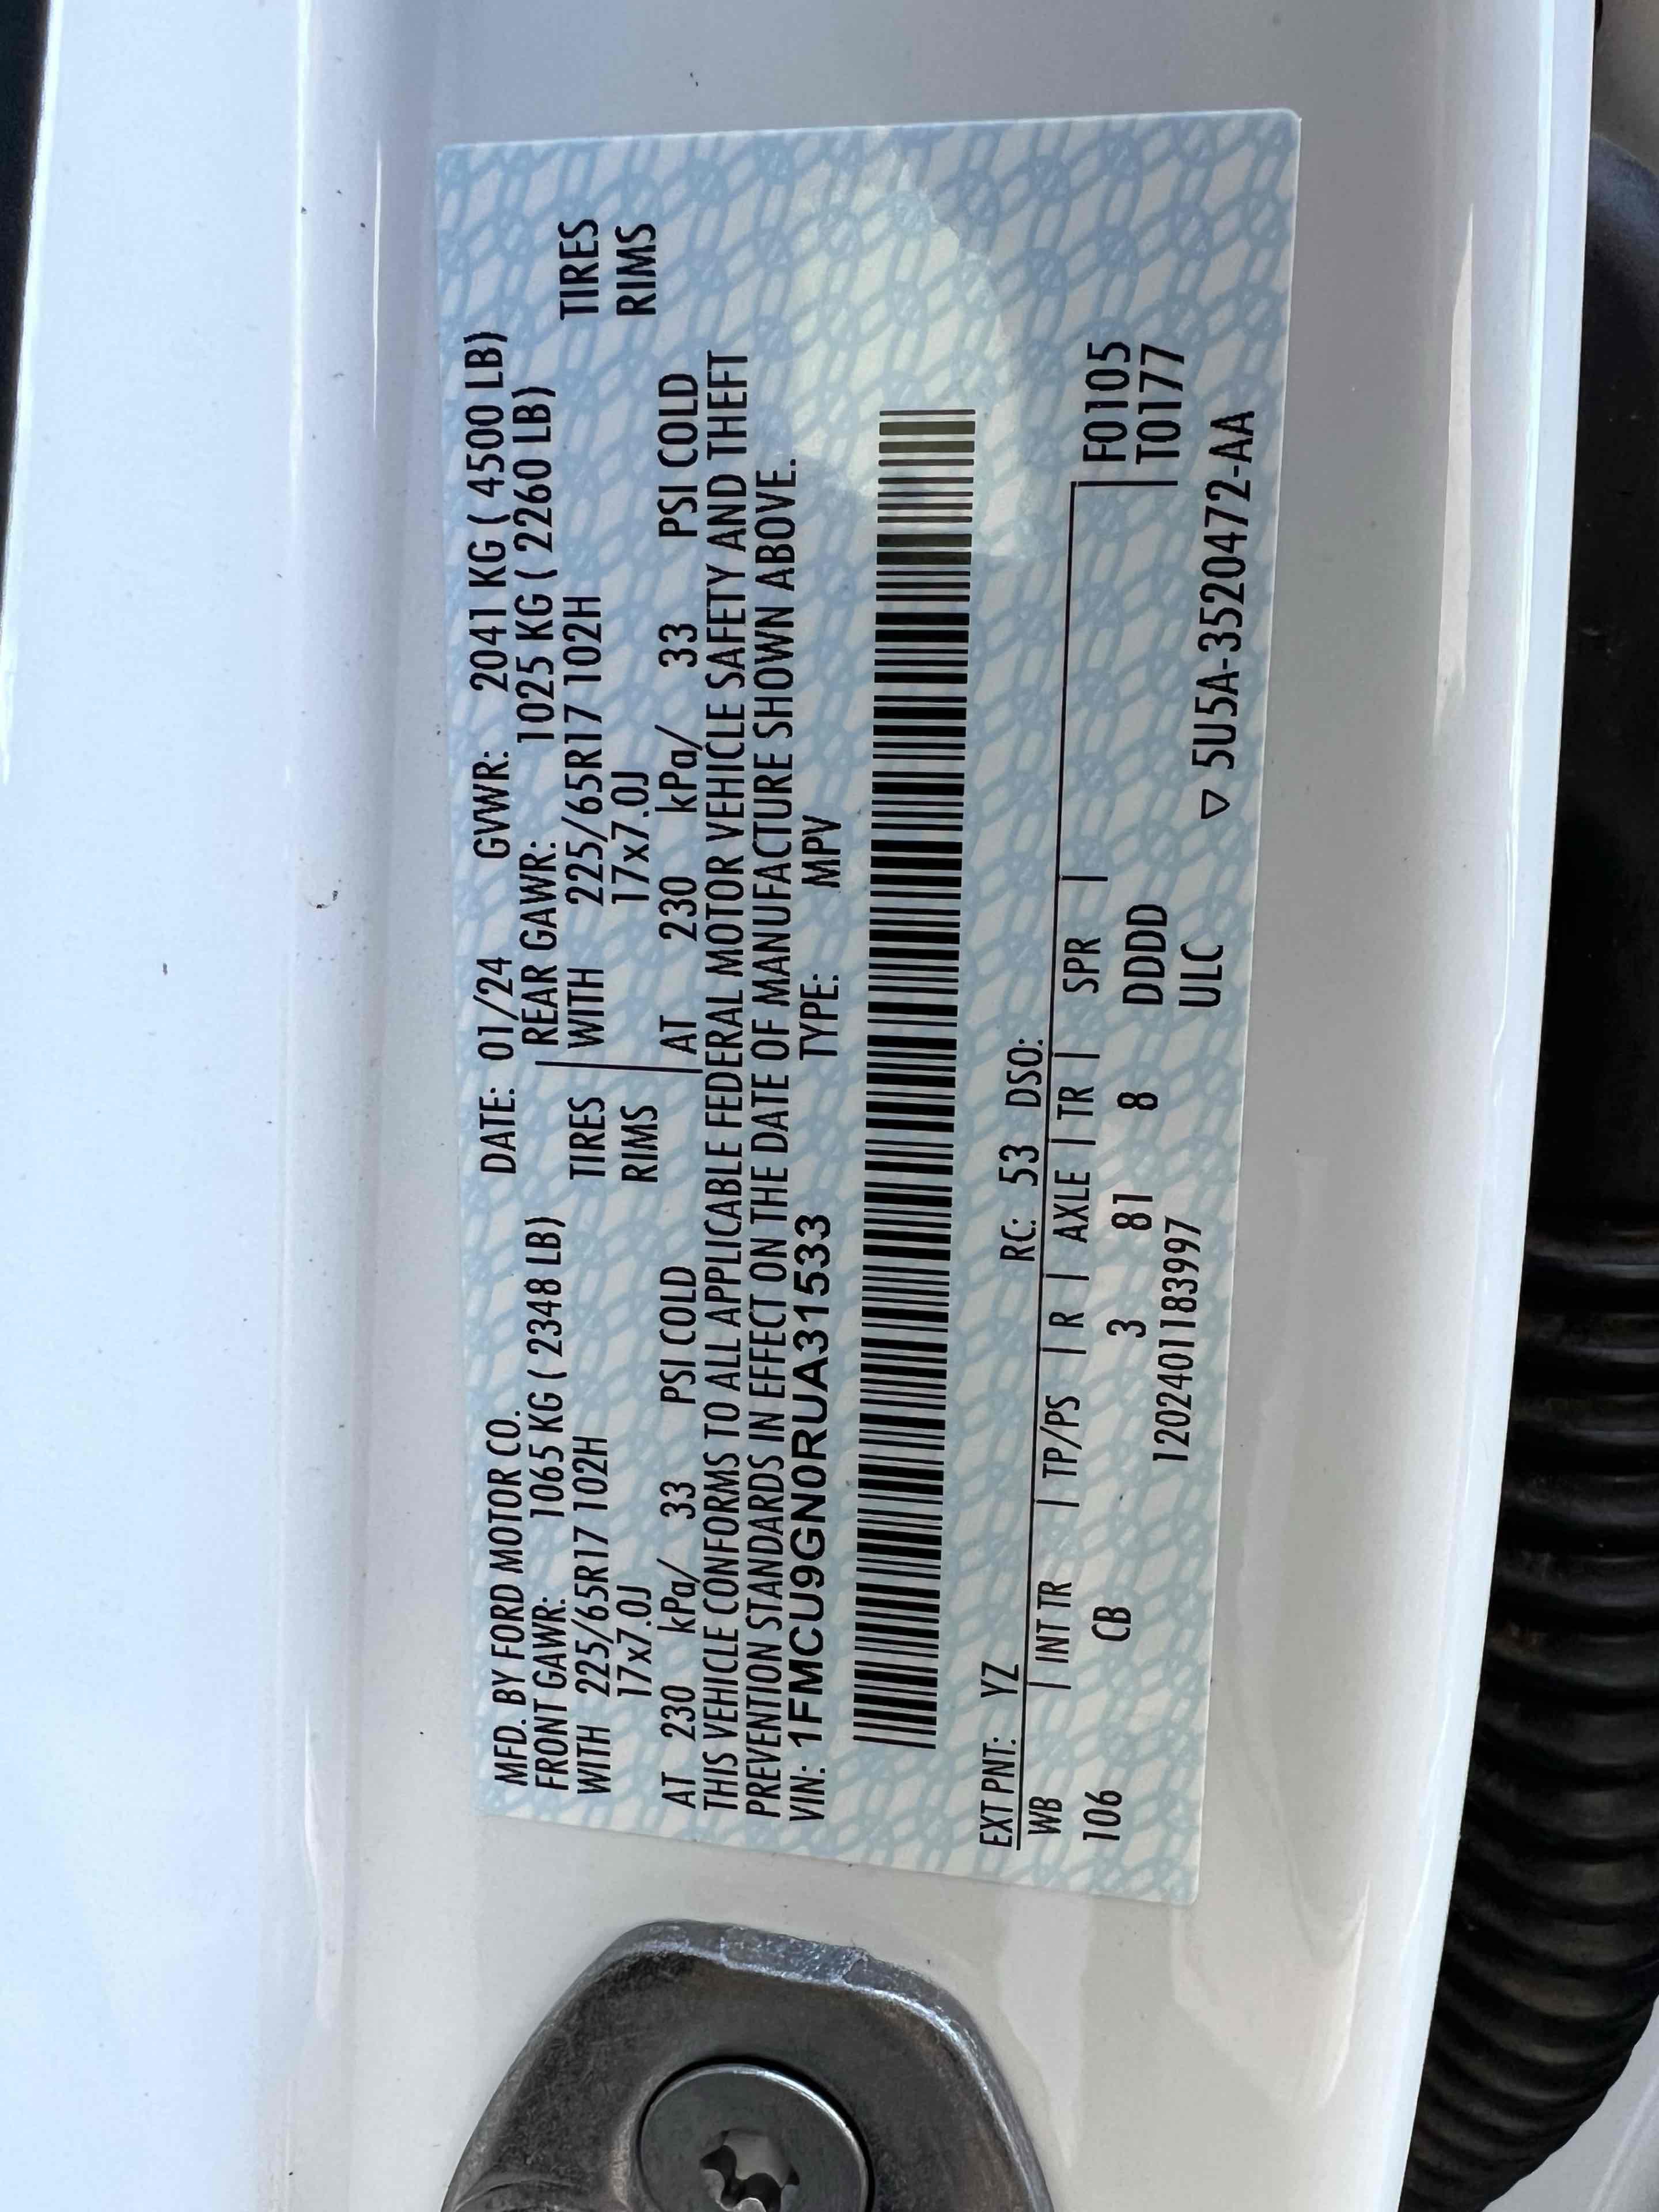 MFD. BY FORD MOTOR CO. DATE: 01/24 GVWR: 2041 KG ( 4500 LB)
FRONT GAWR: 1065 KG ( 2348 LB) REAR GAWR: 1025 KG ( 2260 LB)
WITH 225/65R17 102H TIRES WITH 225/65R17 102H TIRES
17x7.0J RIMS 17x7.0J RIMS
AT 230 kPa/ 33 PSI COLD AT 230 kPa/ 33 PSI COLD
THIS VEHICLE CONFORMS TO ALL APPLICABLE FEDERAL MOTOR VEHICLE SAFETY AND THEFT
PREVENTION STANDARDS IN EFFECT ON THE DATE OF MANUFACTURE SHOWN ABOVE.
VIN: 1FMCU9GN0RUA31533 TYPE: MPV
EXT PNT: YZ RC: 53 DSO:
WB | INT TR | TP/PS | R | AXLE | TR | SPR | F0105
106 CB 3 81 8 DDDD T0177
1202401183997 ULC ▽ 5U5A-3520472-AA